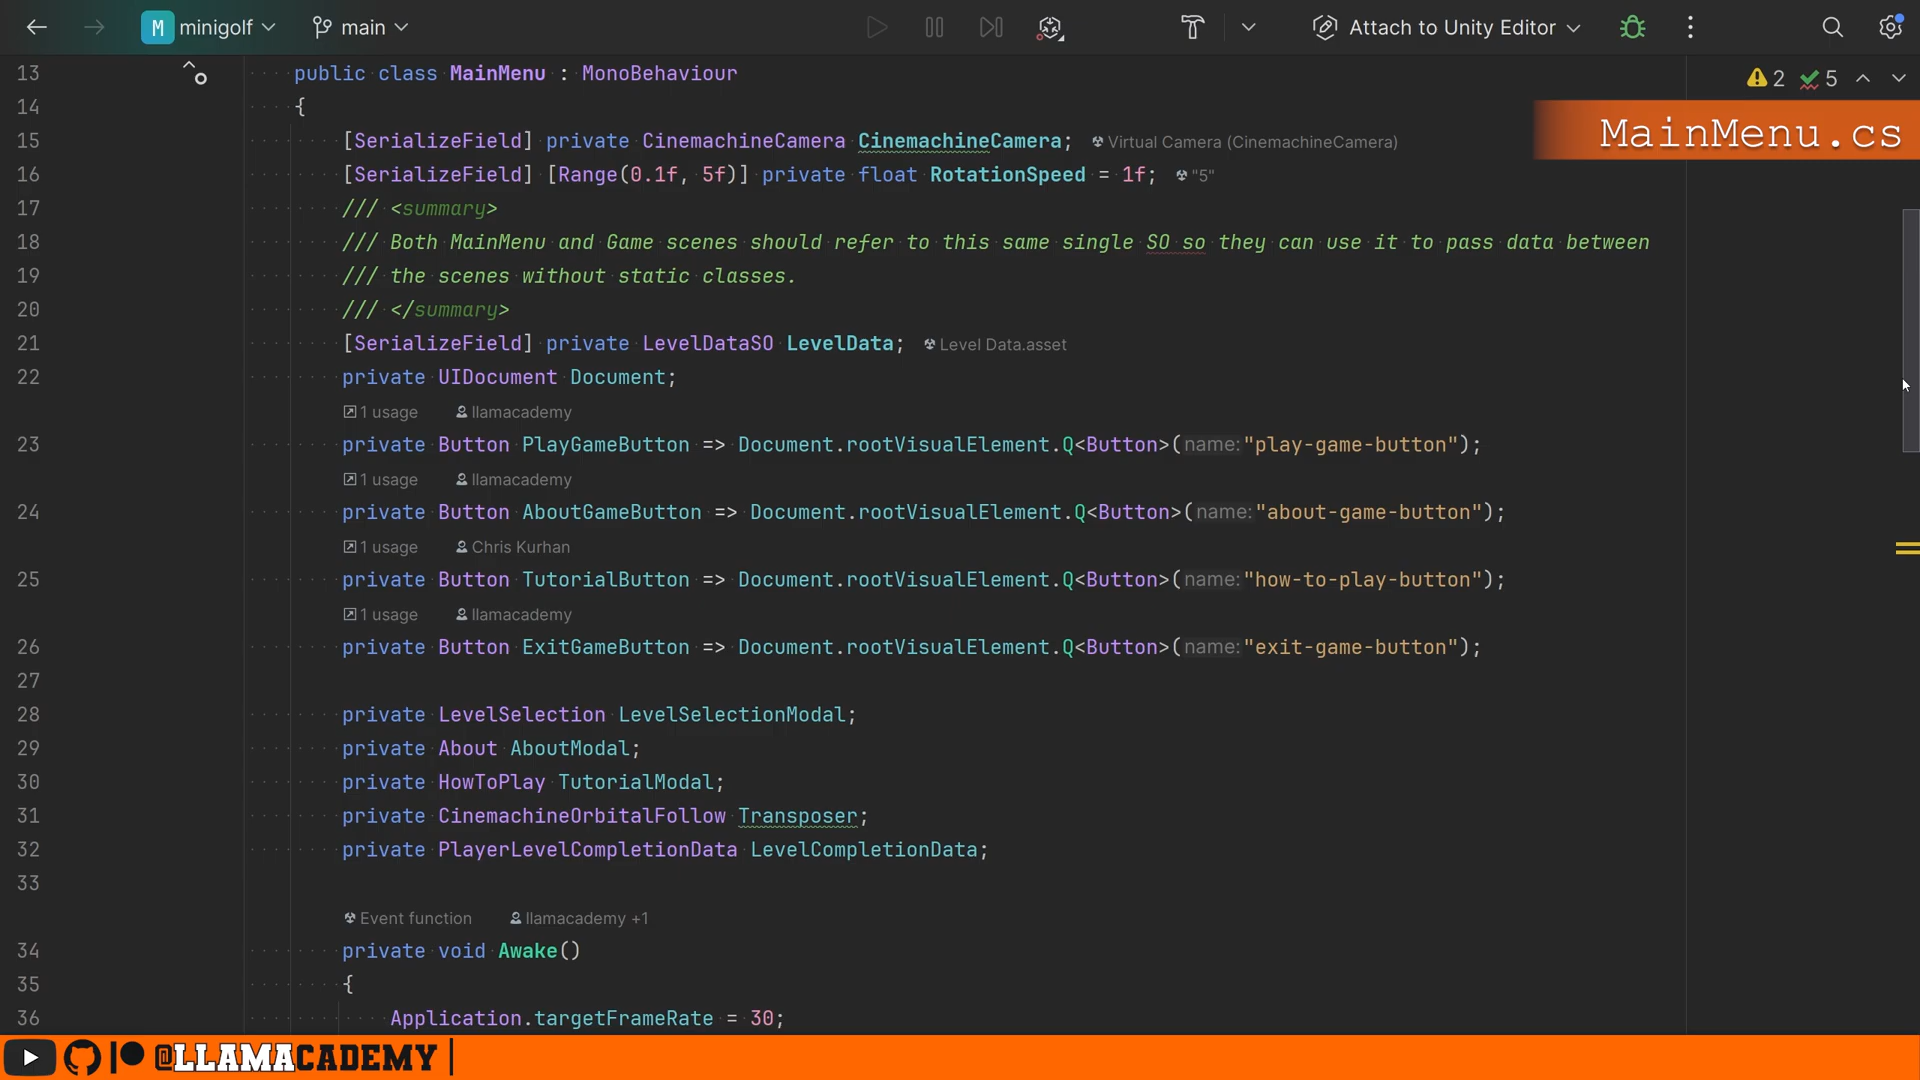 M minigolf main Attach to Unity Editor
13 public class MainMenu : MonoBehaviour
2 5
14 {
MainMenu.cs
15 [SerializeField] private CinemachineCamera CinemachineCamera; Virtual Camera (CinemachineCamera)
16 [SerializeField] [Range(0.1f, 5f)] private float RotationSpeed = 1f; "5"
17 /// <summary>
18 /// Both MainMenu and Game scenes should refer to this same single SO so they can use it to pass data between
19 /// the scenes without static classes.
20 /// </summary>
21 [SerializeField] private LevelDataSO LevelData; Level Data.asset
22 private UIDocument Document;
1 usage llamacademy
23 private Button PlayGameButton => Document.rootVisualElement.Q<Button>(name:"play-game-button");
1 usage llamacademy
24 private Button AboutGameButton => Document.rootVisualElement.Q<Button>(name:"about-game-button");
1 usage Chris Kurhan
25 private Button TutorialButton => Document.rootVisualElement.Q<Button>(name:"how-to-play-button");
1 usage llamacademy
26 private Button ExitGameButton => Document.rootVisualElement.Q<Button>(name:"exit-game-button");
27
28 private LevelSelection LevelSelectionModal;
29 private About AboutModal;
30 private HowToPlay TutorialModal;
31 private CinemachineOrbitalFollow Transposer;
32 private PlayerLevelCompletionData LevelCompletionData;
33
Event function llamacademy +1
34 private void Awake()
35 {
36 Application.targetFrameRate = 30;
@LLAMACADEMY